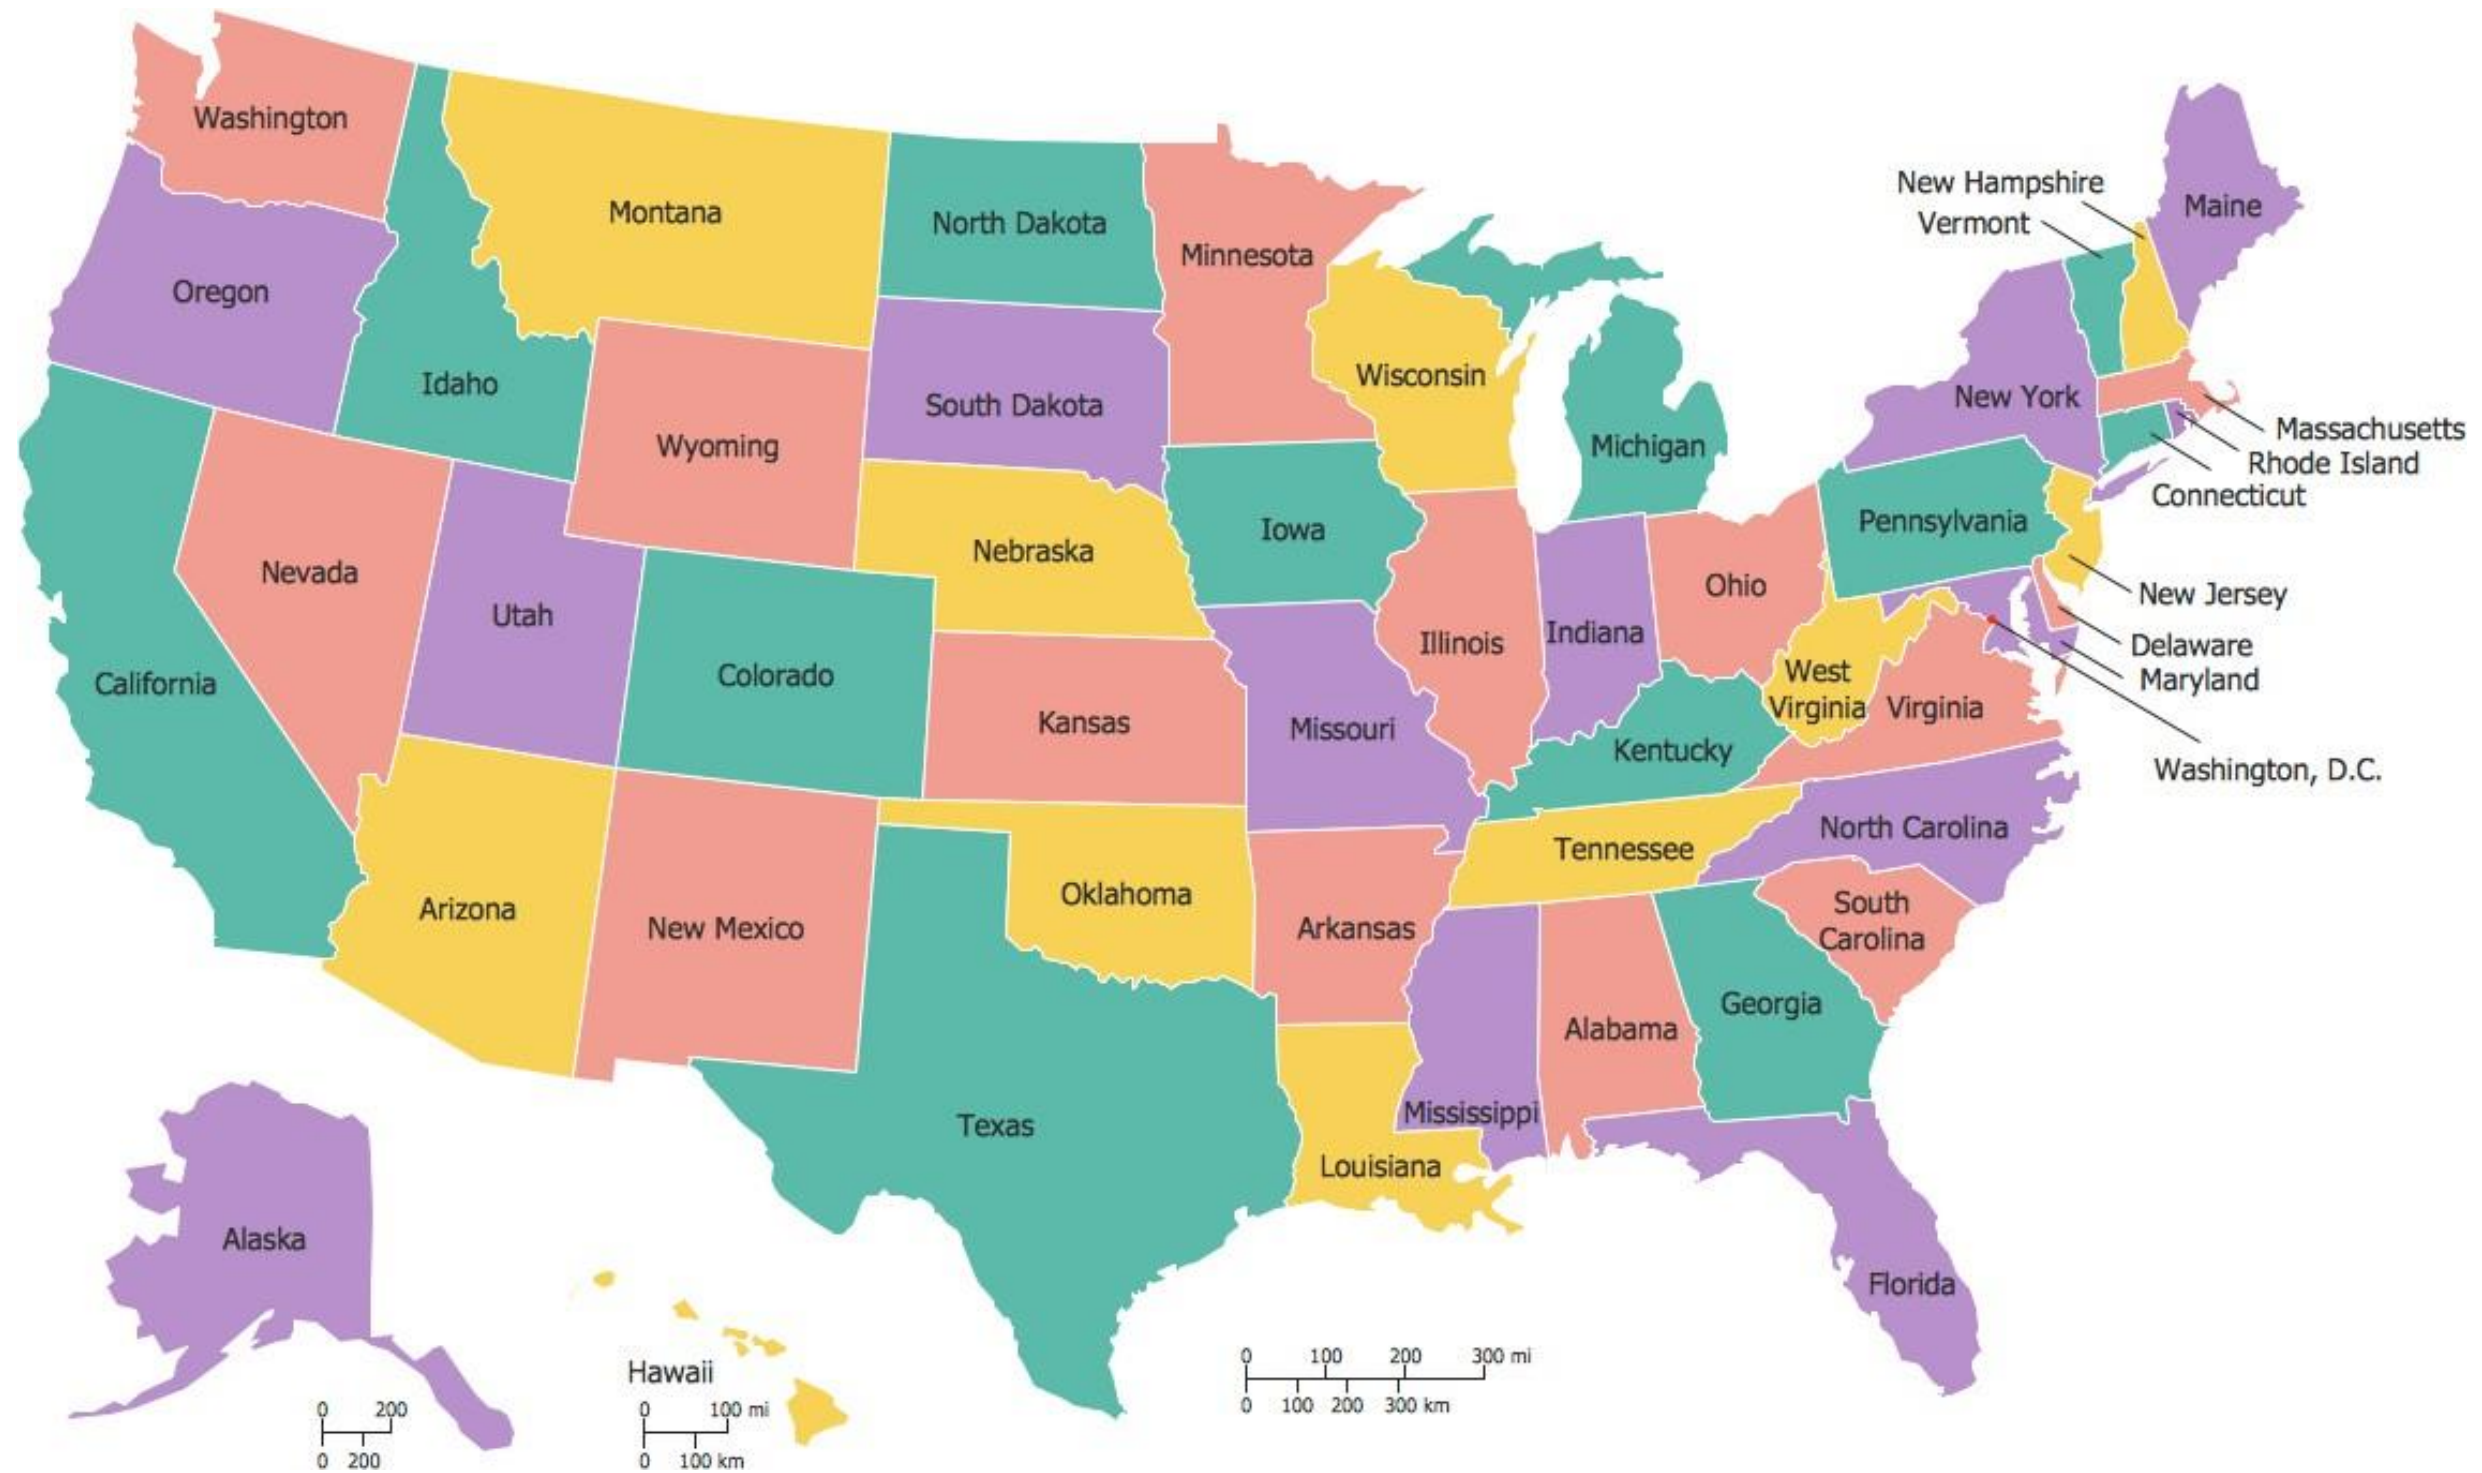 Washington
Montana
North Dakota
Minnesota
New Hampshire
Vermont
Maine
Oregon
Idaho
Wyoming
South Dakota
Wisconsin
Michigan
New York
Massachusetts
Rhode Island
Connecticut
Nevada
Utah
Colorado
Nebraska
Iowa
Illinois
Indiana
Ohio
Pennsylvania
New Jersey
Delaware
Maryland
Washington, D.C.
California
Kansas
Missouri
Kentucky
West
Virginia
Virginia
Arizona
New Mexico
Oklahoma
Arkansas
Tennessee
North Carolina
South
Carolina
Texas
Louisiana
Mississippi
Alabama
Georgia
Florida
Alaska
0 200
0 200
Hawaii
0 100 mi
0 100 km
0 100 200 300 mi
0 100 200 300 km